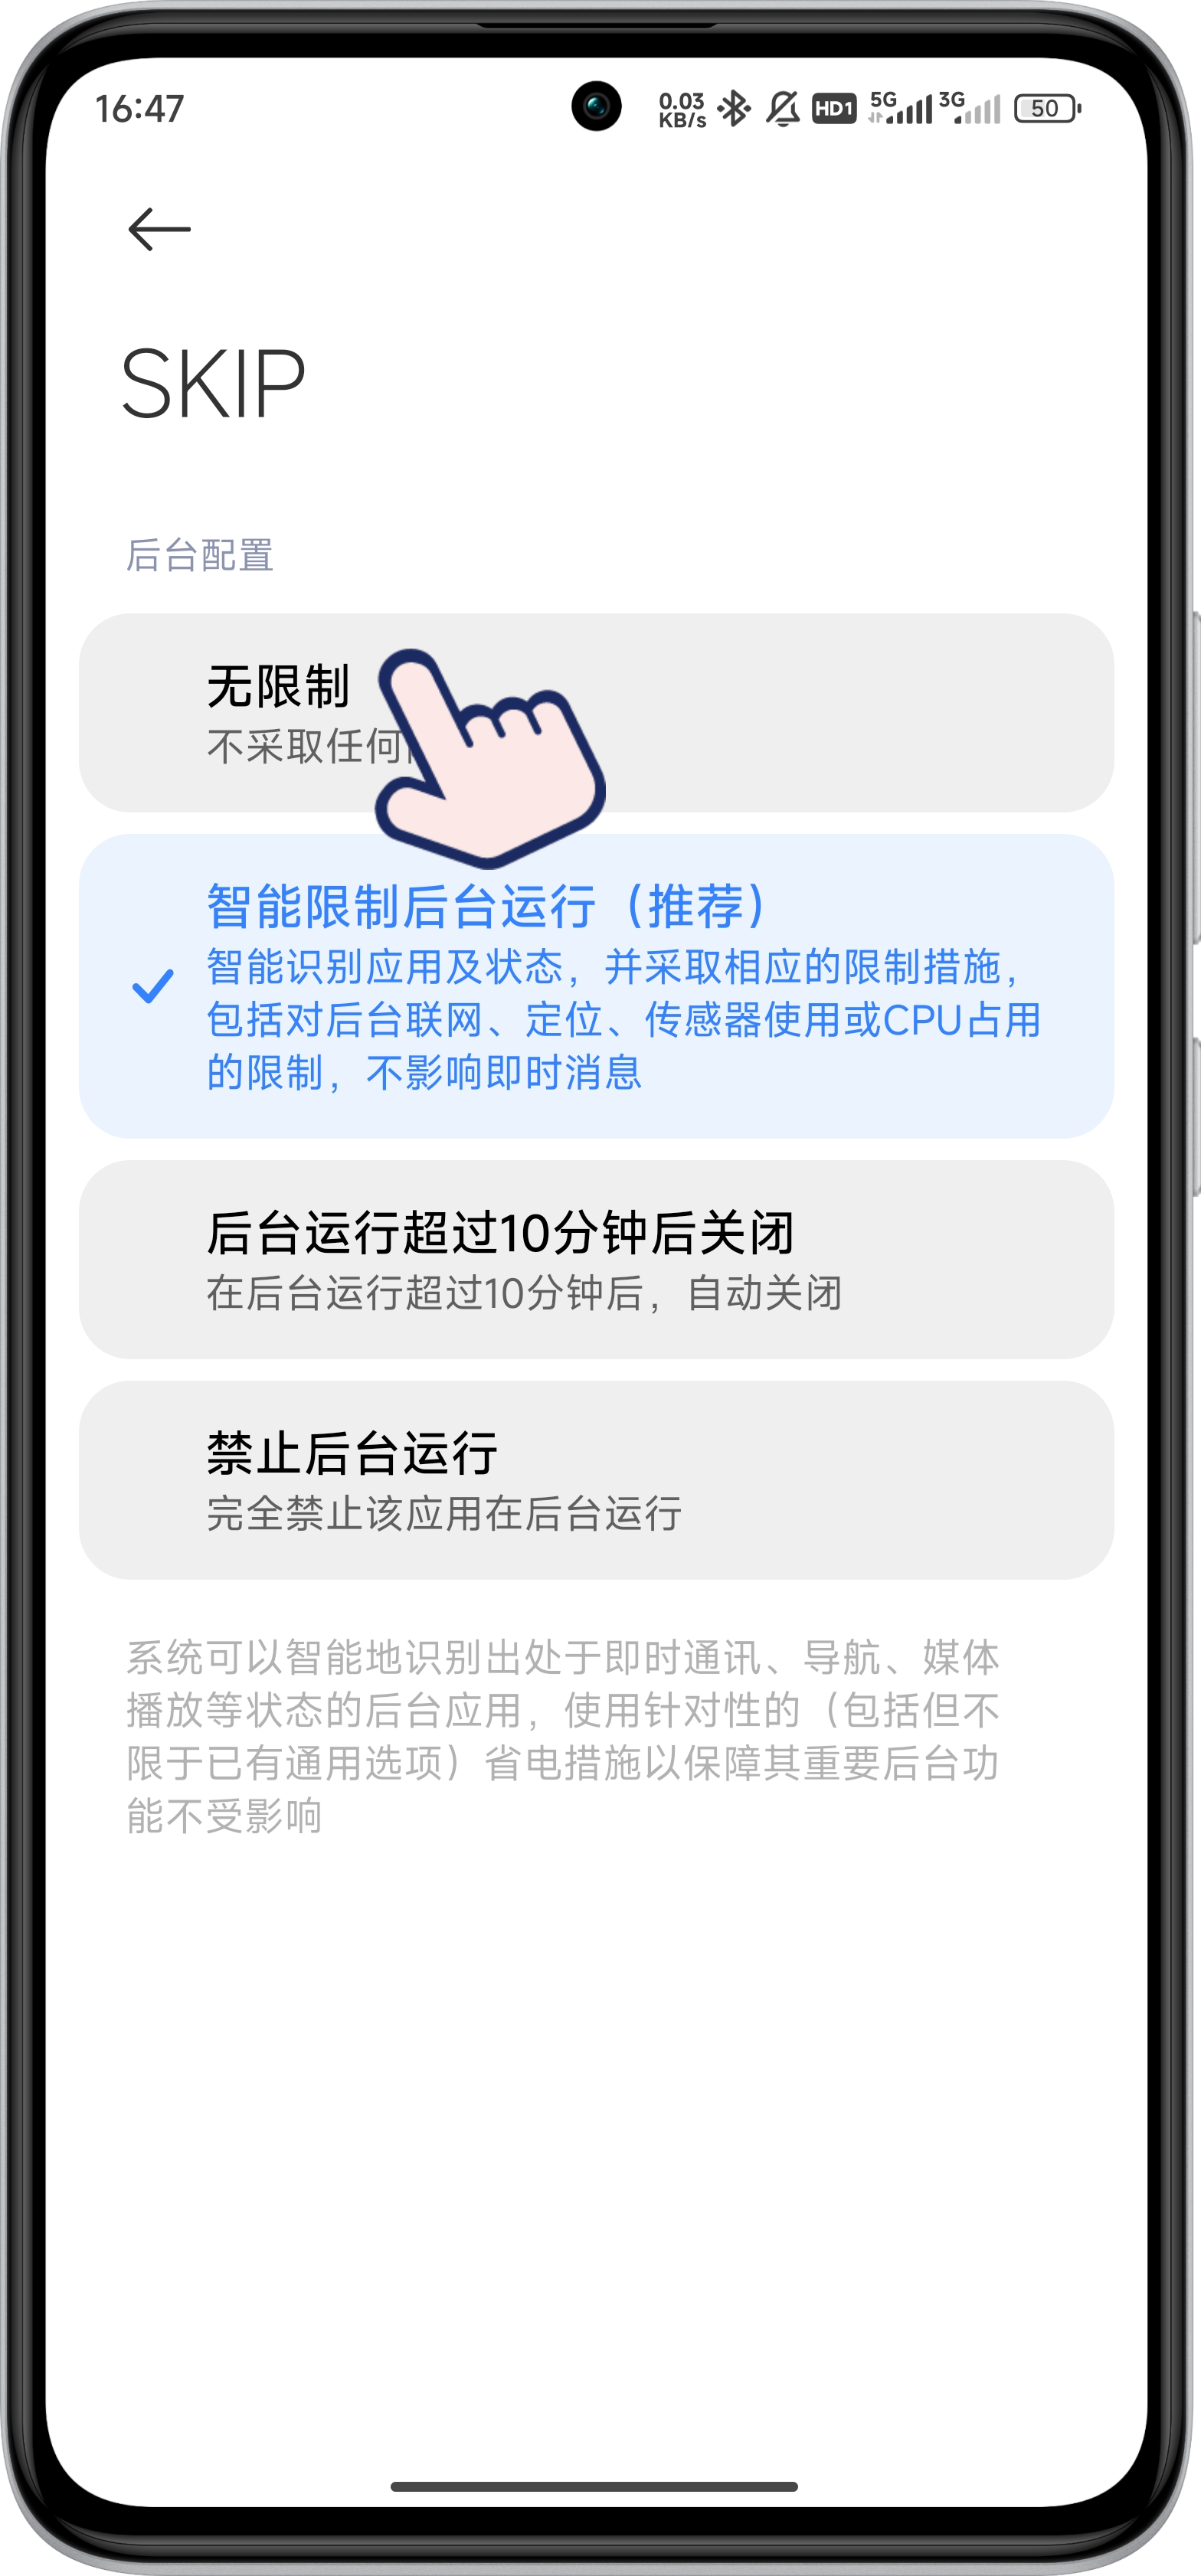 16:47
0.03
KB/s
HD1
5G
3G
50
SKIP
后台配置
无限制
不采取任何
智能限制后台运行（推荐）
智能识别应用及状态，并采取相应的限制措施，
包括对后台联网、定位、传感器使用或CPU占用
的限制，不影响即时消息
后台运行超过10分钟后关闭
在后台运行超过10分钟后，自动关闭
禁止后台运行
完全禁止该应用在后台运行
系统可以智能地识别出处于即时通讯、导航、媒体
播放等状态的后台应用，使用针对性的（包括但不
限于已有通用选项）省电措施以保障其重要后台功
能不受影响